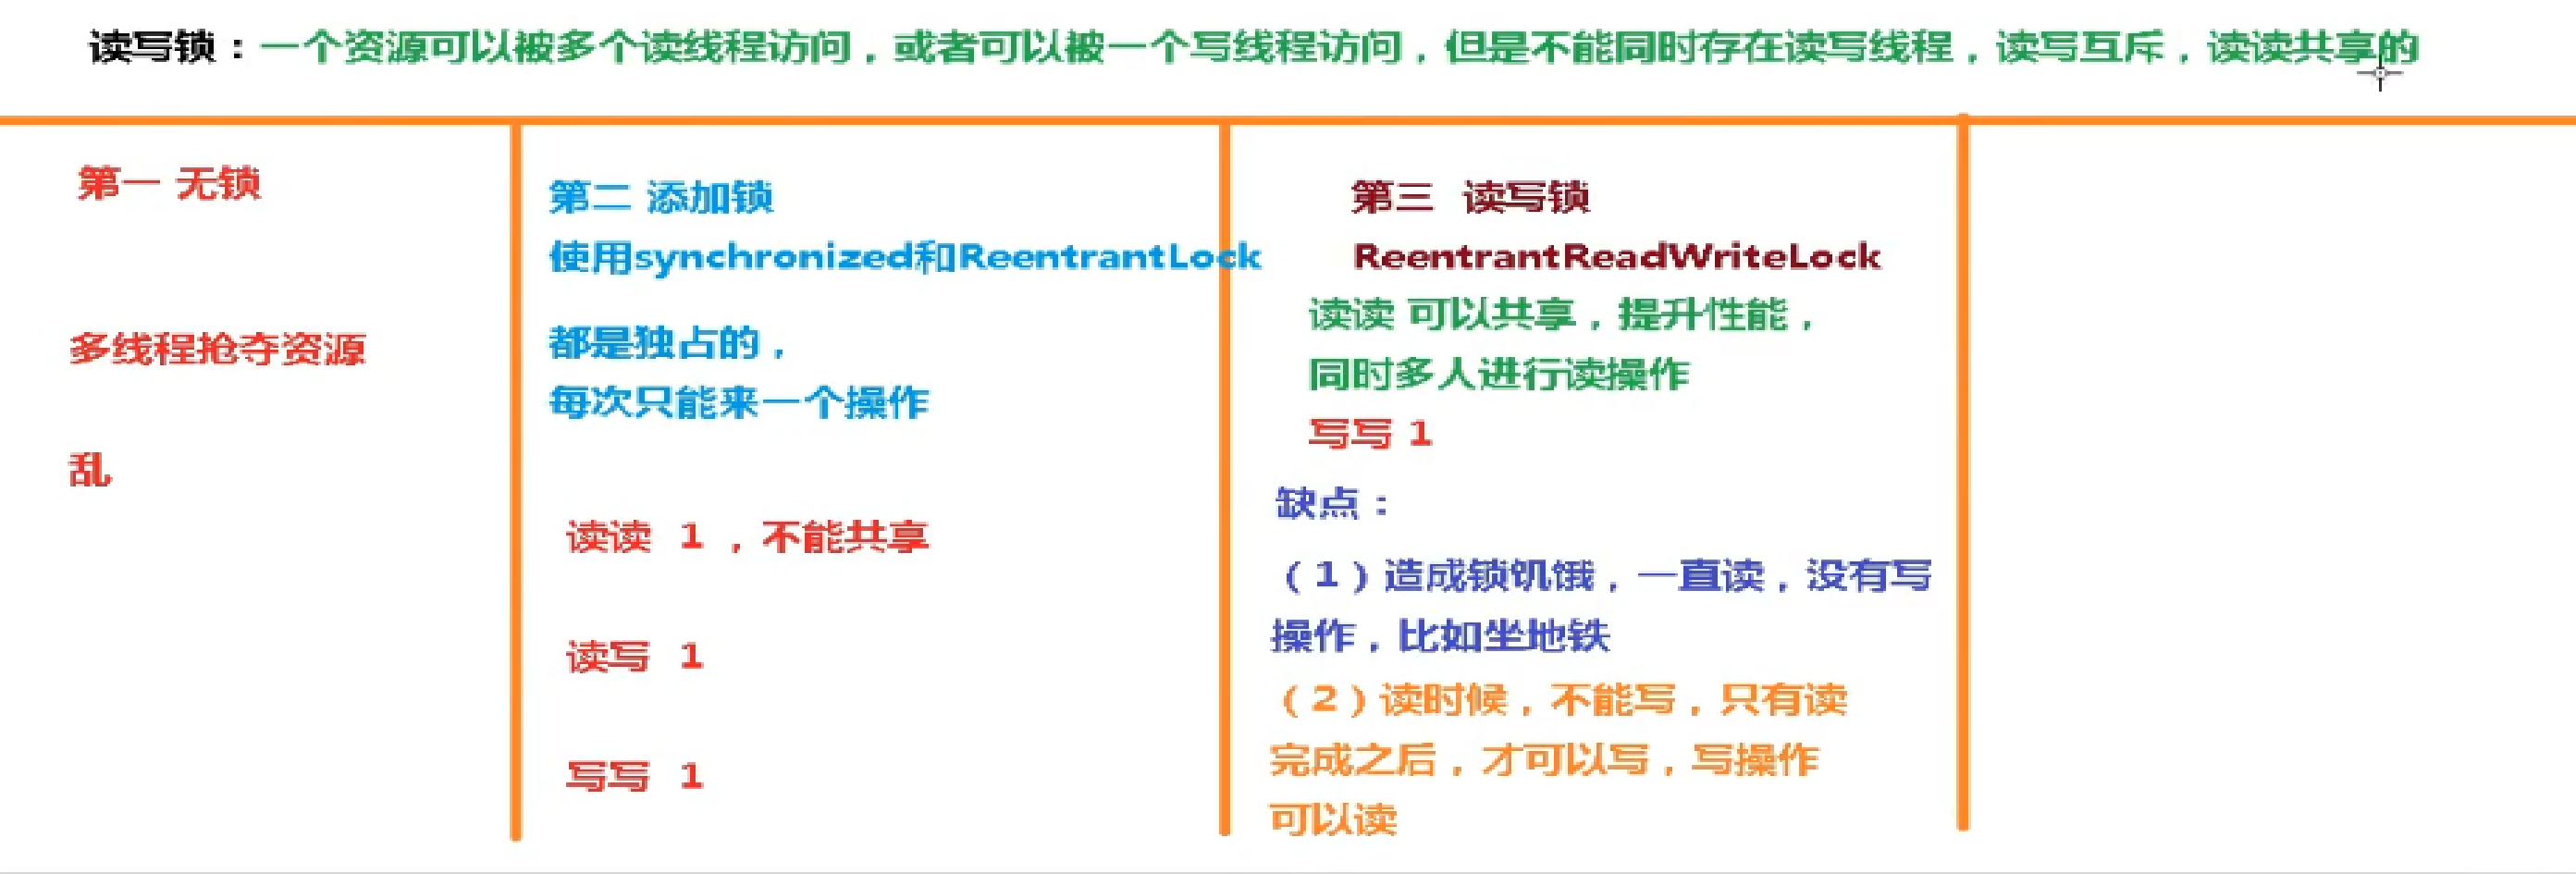 读写锁：一个资源可以被多个读线程访问，或者可以被一个写线程访问，但是不能同时存在读写线程，读写互斥，读读共享的
第一 无锁
多线程抢夺资源
乱
第二 添加锁
使用synchronized和ReentrantLock
都是独占的，
每次只能来一个操作
读读 1 ，不能共享
读写 1
写写 1
第三 读写锁
ReentrantReadWriteLock
读读 可以共享，提升性能，
同时多人进行读操作
写写 1
缺点：
（1）造成锁饥饿，一直读，没有写
操作，比如坐地铁
（2）读时候，不能写，只有读
完成之后，才可以写，写操作
可以读